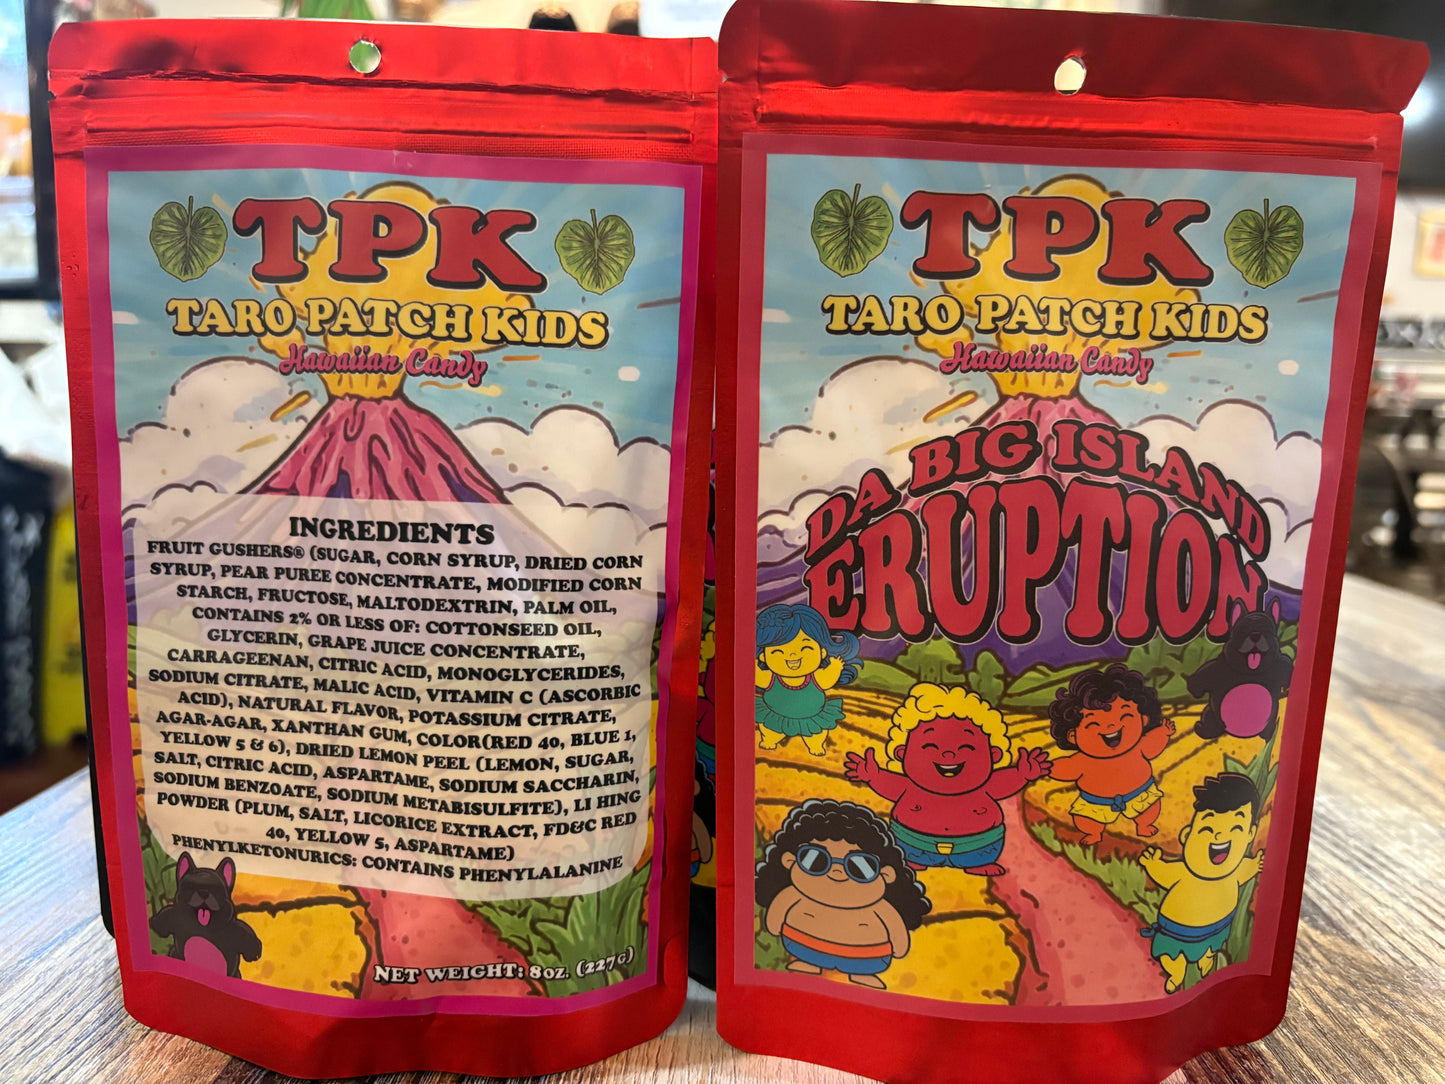 TPK
TARO PATCH KIDS
Hawaiian Candy
INGREDIENTS
FRUIT GUSHERS® (SUGAR, CORN SYRUP, DRIED CORN
SYRUP, PEAR PUREE CONCENTRATE, MODIFIED CORN
STARCH, FRUCTOSE, MALTODEXTRIN, PALM OIL,
CONTAINS 2% OR LESS OF: COTTONSEED OIL,
GLYCERIN, GRAPE JUICE CONCENTRATE,
CARRAGEENAN, CITRIC ACID, MONOGLYCERIDES,
SODIUM CITRATE, MALIC ACID, VITAMIN C (ASCORBIC
ACID), NATURAL FLAVOR, POTASSIUM CITRATE,
AGAR-AGAR, XANTHAN GUM, COLOR(RED 40, BLUE 1,
YELLOW 5 & 6), DRIED LEMON PEEL (LEMON, SUGAR,
SALT, CITRIC ACID, ASPARTAME, SODIUM SACCHARIN,
SODIUM BENZOATE, SODIUM METABISULFITE), LI HING
POWDER (PLUM, SALT, LICORICE EXTRACT, FD&C RED
40, YELLOW 5, ASPARTAME)
PHENYLKETONURICS: CONTAINS PHENYLALANINE
NET WEIGHT: 8OZ. (227G)
TPK
TARO PATCH KIDS
Hawaiian Candy
DA BIG ISLAND
ERUPTION